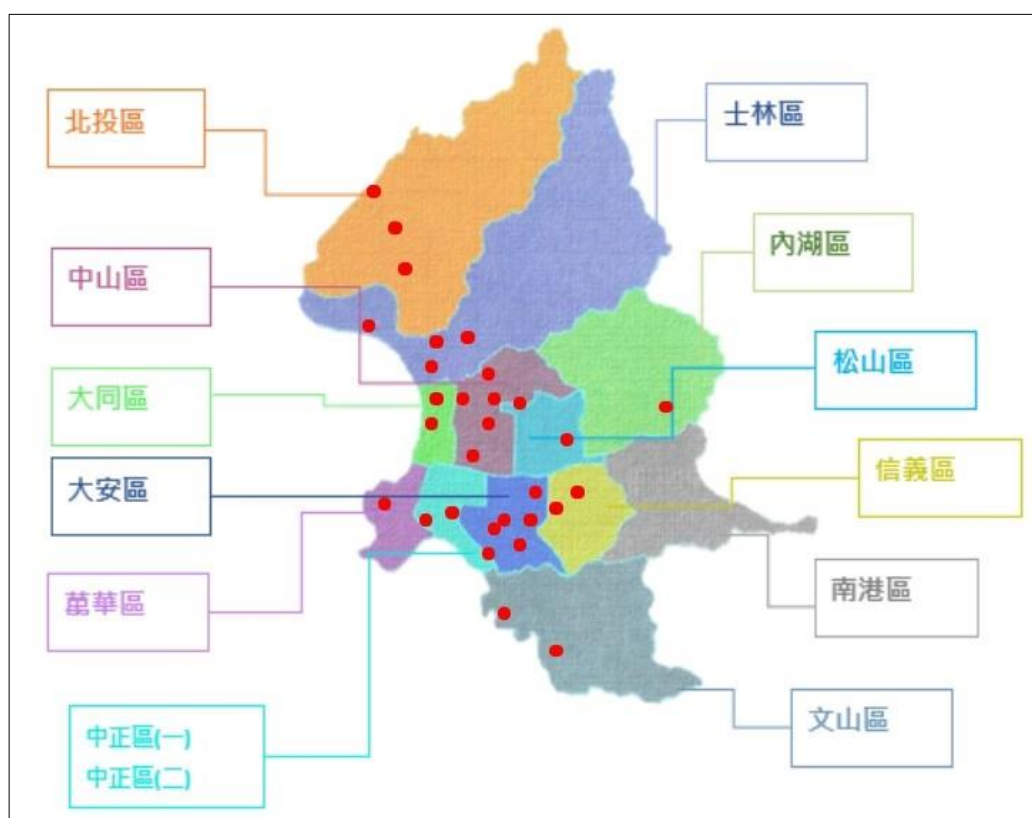 北投區
士林區
內湖區
中山區
松山區
大同區
信義區
大安區
南港區
萬華區
文山區
中正區(一)
中正區(二)